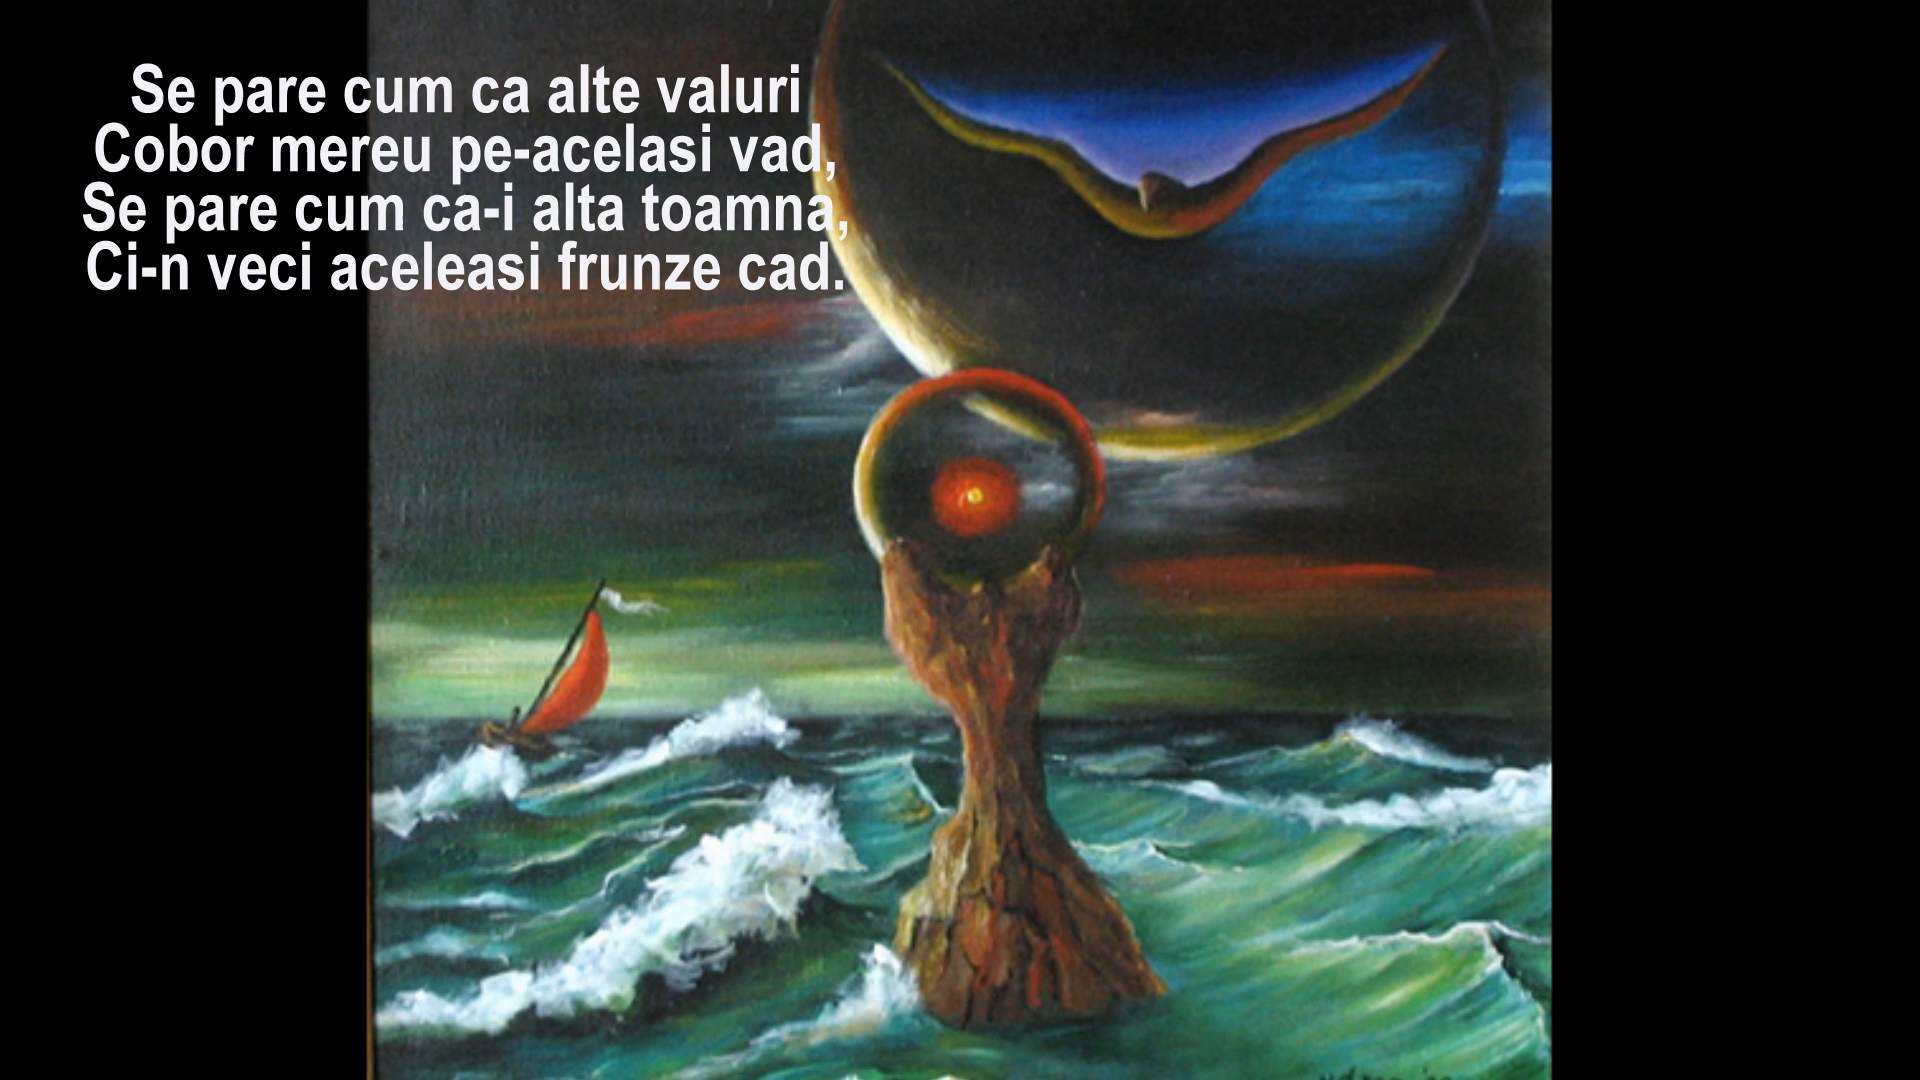 Se pare cum ca alte valuri
Cobor mereu pe-acelasi vad,
Se pare cum ca-i alta toamna,
Ci-n veci aceleasi frunze cad.